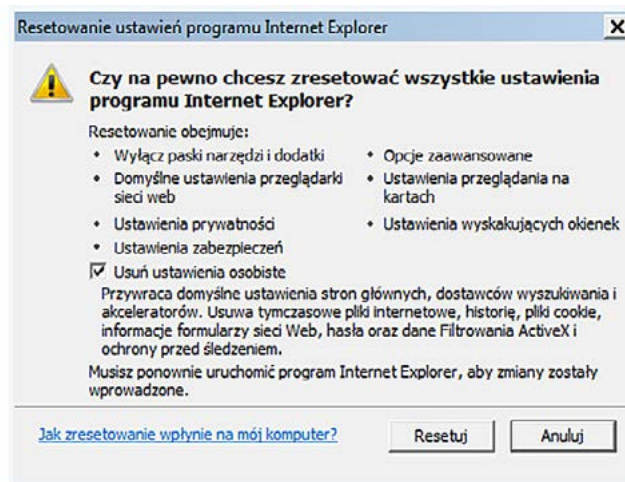 Resetowanie ustawień programu Internet Explorer
Czy na pewno chcesz zresetować wszystkie ustawienia
programu Internet Explorer?
Resetowanie obejmuje:
• Wyłącz paski narzędzi i dodatki
• Domyślne ustawienia przeglądarki
sieci web
• Ustawienia prywatności
• Ustawienia zabezpieczeń
• Opcje zaawansowane
• Ustawienia przeglądania na
kartach
• Ustawienia wyskakujących okienek
Usuń ustawienia osobiste
Przywraca domyślne ustawienia stron głównych, dostawców wyszukiwania i
akceleratorów. Usuwa tymczasowe pliki internetowe, historię, pliki cookie,
informacje formularzy sieci Web, hasła oraz dane Filtrowania ActiveX i
ochrony przed śledzeniem.
Musisz ponownie uruchomić program Internet Explorer, aby zmiany zostały
wprowadzone.
Jak zresetowanie wpłynie na mój komputer?
Resetuj
Anuluj